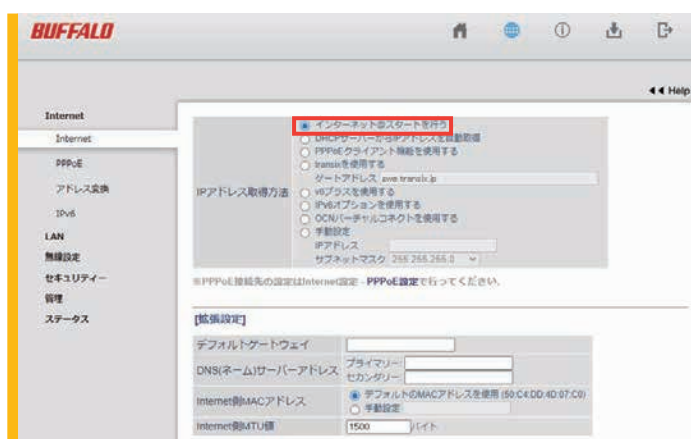 BUFFALO
◀◀ Help
Internet
Internet
PPPoE
アドレス変換
IPv6
LAN
無線設定
セキュリティー
管理
ステータス
IPアドレス取得方法
インターネット@スタートを行う
DHCPサーバーからIPアドレスを自動取得
PPPoEクライアント機能を使用する
transixを使用する
ゲートアドレス gw.transix.jp
v6プラスを使用する
IPv6オプションを使用する
OCNバーチャルコネクトを使用する
手動設定
IPアドレス
サブネットマスク 255.255.255.0
※PPPoE接続先の設定はInternet設定 - PPPoE設定で行ってください。
[拡張設定]
デフォルトゲートウェイ
DNS(ネーム)サーバーアドレス
プライマリー:
セカンダリー:
Internet側MACアドレス
デフォルトのMACアドレスを使用 (50:C4:DD:4D:07:C0)
手動設定
Internet側MTU値
1500 バイト